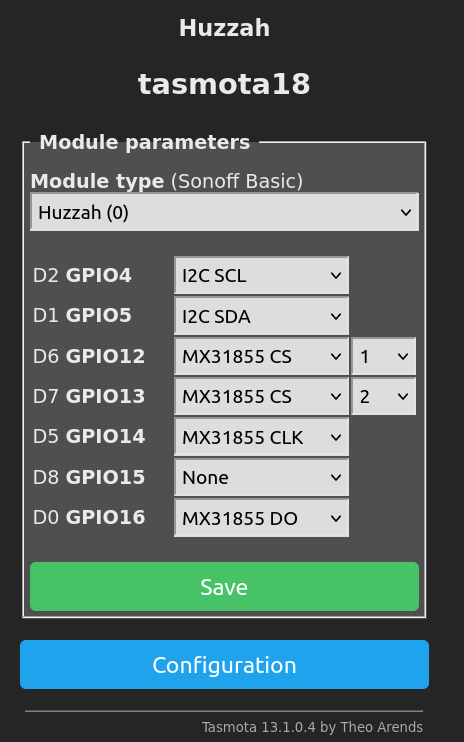 Huzzah
tasmota18
Module parameters
Module type (Sonoff Basic)
Huzzah (0)
D2 GPIO4 I2C SCL
D1 GPIO5 I2C SDA
D6 GPIO12 MX31855 CS 1
D7 GPIO13 MX31855 CS 2
D5 GPIO14 MX31855 CLK
D8 GPIO15 None
D0 GPIO16 MX31855 DO
Save
Configuration
Tasmota 13.1.0.4 by Theo Arends